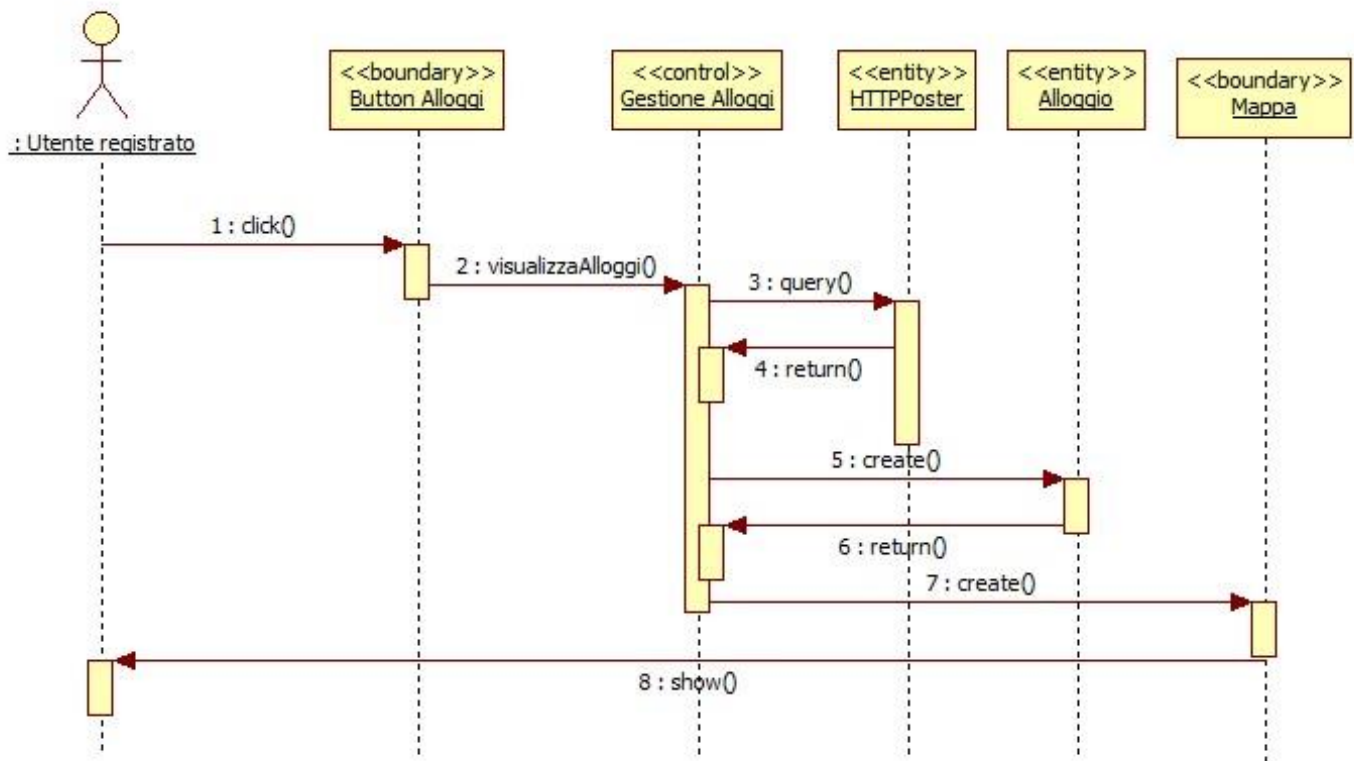 <<boundary>>
Button Alloggi
<<control>>
Gestione Alloggi
<<entity>>
HTTPPoster
<<entity>>
Alloggio
<<boundary>>
Mappa
: Utente registrato
1 : click()
2 : visualizzaAlloggi()
3 : query()
4 : return()
5 : create()
6 : return()
7 : create()
8 : show()